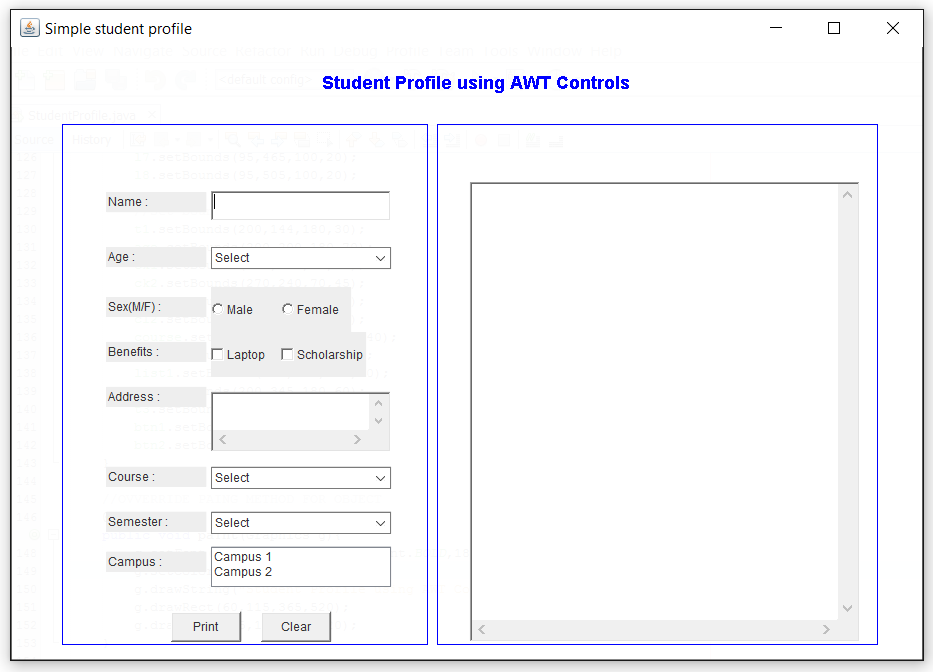 Simple student profile
Student Profile using AWT Controls
Name :
Age :
Select
Sex(M/F) :
Male
Female
Benefits :
Laptop
Scholarship
Address :
Course :
Select
Semester :
Select
Campus :
Campus 1
Campus 2
Print
Clear